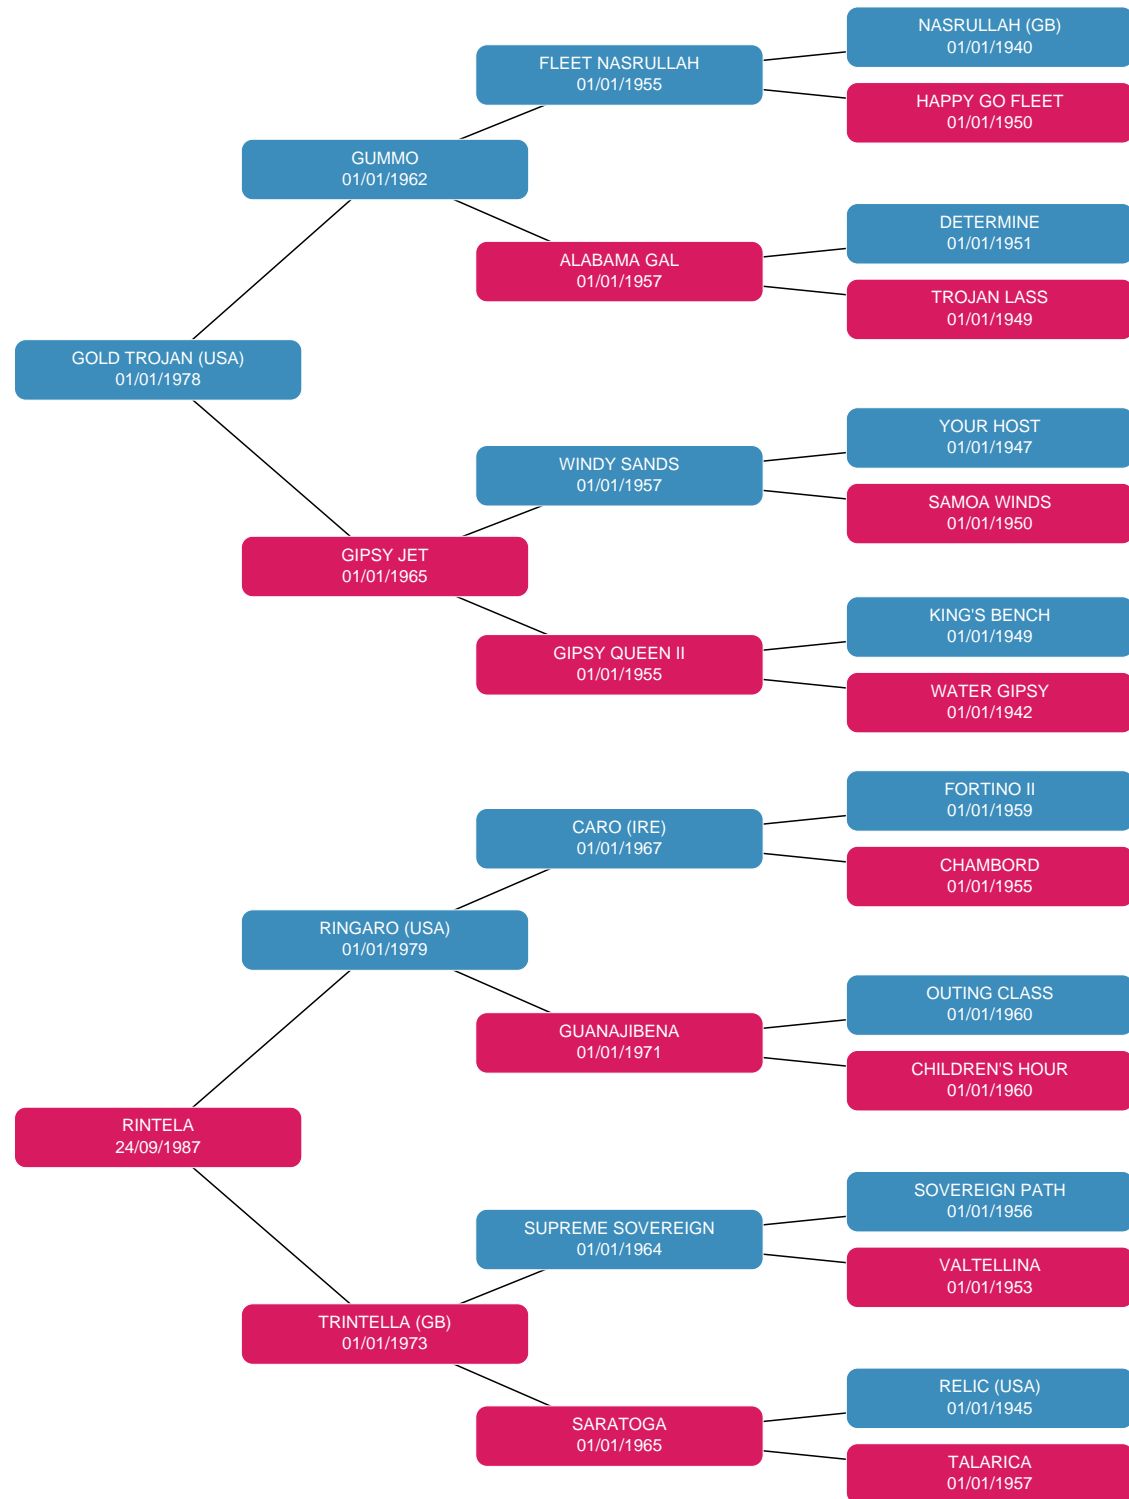 NASRULLAH (GB)
01/01/1940
FLEET NASRULLAH
01/01/1955
HAPPY GO FLEET
01/01/1950
GUMMO
01/01/1962
DETERMINE
01/01/1951
ALABAMA GAL
01/01/1957
TROJAN LASS
01/01/1949
GOLD TROJAN (USA)
01/01/1978
YOUR HOST
01/01/1947
WINDY SANDS
01/01/1957
SAMOA WINDS
01/01/1950
GIPSY JET
01/01/1965
KING'S BENCH
01/01/1949
GIPSY QUEEN II
01/01/1955
WATER GIPSY
01/01/1942
FORTINO II
01/01/1959
CARO (IRE)
01/01/1967
CHAMBORD
01/01/1955
RINGARO (USA)
01/01/1979
OUTING CLASS
01/01/1960
GUANAJIBENA
01/01/1971
CHILDREN'S HOUR
01/01/1960
RINTELA
24/09/1987
SOVEREIGN PATH
01/01/1956
SUPREME SOVEREIGN
01/01/1964
VALTELLINA
01/01/1953
TRINTELLA (GB)
01/01/1973
RELIC (USA)
01/01/1945
SARATOGA
01/01/1965
TALARICA
01/01/1957